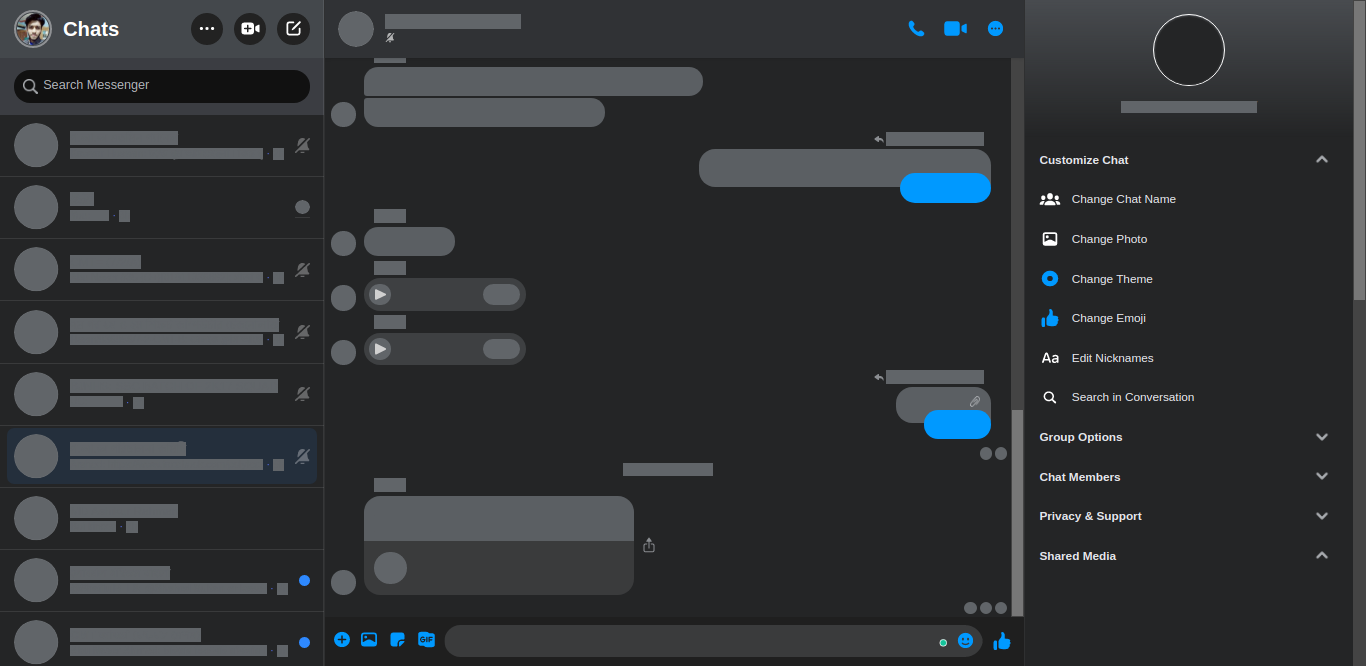 Chats
Search Messenger
GIF
Customize Chat
Change Chat Name
Change Photo
Change Theme
Change Emoji
Aa Edit Nicknames
Search in Conversation
Group Options
Chat Members
Privacy & Support
Shared Media